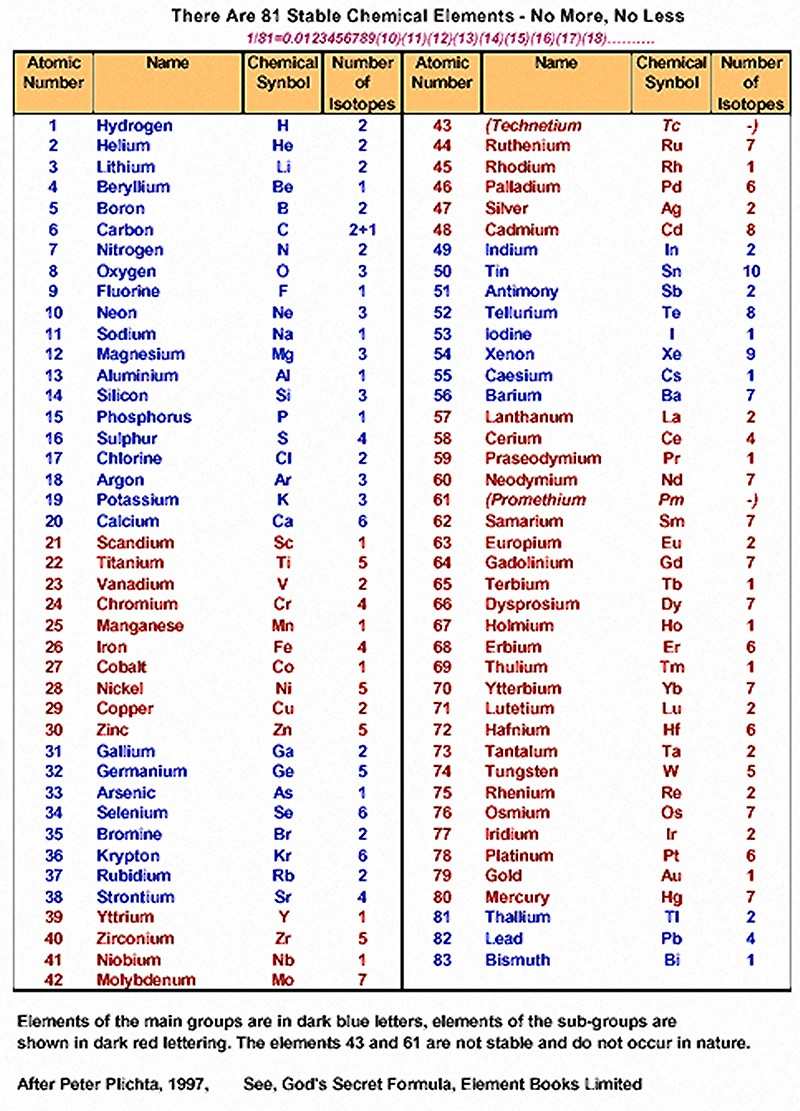 There Are 81 Stable Chemical Elements - No More, No Less
1/81=0.0123456789(10)(11)(12)(13)(14)(15)(16)(17)(18)..........
Atomic Number Name Chemical Synbol Number of Isotopes Atomic Number Name Chemical Synbol Number of Isotopes
1 Hydrogen H 2 43 (Technetium Tc -)
2 Helium He 2 44 Ruthenium Ru 7
3 Lithium Li 2 45 Rhodium Rh 1
4 Beryllium Be 1 46 Palladium Pd 6
5 Boron B 2 47 Silver Ag 2
6 Carbon C 2+1 48 Cadmium Cd 8
7 Nitrogen N 2 49 Indium In 2
8 Oxygen O 3 50 Tin Sn 10
9 Fluorine F 1 51 Antimony Sb 2
10 Neon Ne 3 52 Tellurium Te 8
11 Sodium Na 1 53 Iodine I 1
12 Magnesium Mg 3 54 Xenon Xe 9
13 Aluminium Al 1 55 Caesium Cs 1
14 Silicon Si 3 56 Barium Ba 7
15 Phosphorus P 1 57 Lanthanum La 2
16 Sulphur S 4 58 Cerium Ce 4
17 Chlorine Cl 2 59 Praseodymium Pr 1
18 Argon Ar 3 60 Neodymium Nd 7
19 Potassium K 3 61 (Promethium Pm -)
20 Calcium Ca 6 62 Samarium Sm 7
21 Scandium Sc 1 63 Europium Eu 2
22 Titanium Ti 5 64 Gadolinium Gd 7
23 Vanadium V 2 65 Terbium Tb 1
24 Chromium Cr 4 66 Dysprosium Dy 7
25 Manganese Mn 1 67 Holmium Ho 1
26 Iron Fe 4 68 Erbium Er 6
27 Cobalt Co 1 69 Thulium Tm 1
28 Nickel Ni 5 70 Ytterbium Yb 7
29 Copper Cu 2 71 Lutetium Lu 2
30 Zinc Zn 5 72 Hafnium Hf 6
31 Gallium Ga 2 73 Tantalum Ta 2
32 Germanium Ge 5 74 Tungsten W 5
33 Arsenic As 1 75 Rhenium Re 2
34 Selenium Se 6 76 Osmium Os 7
35 Bromine Br 2 77 Iridium Ir 2
36 Krypton Kr 6 78 Platinum Pt 6
37 Rubidium Rb 2 79 Gold Au 1
38 Strontium Sr 4 80 Mercury Hg 7
39 Yttrium Y 1 81 Thallium Tl 2
40 Zirconium Zr 5 82 Lead Pb 4
41 Niobium Nb 1 83 Bismuth Bi 1
42 Molybdenum Mo 7
Elements of the main groups are in dark blue letters, elements of the sub-groups are
shown in dark red lettering. The elements 43 and 61 are not stable and do not occur in nature.
After Peter Plichta, 1997, See, God's Secret Formula, Element Books Limited